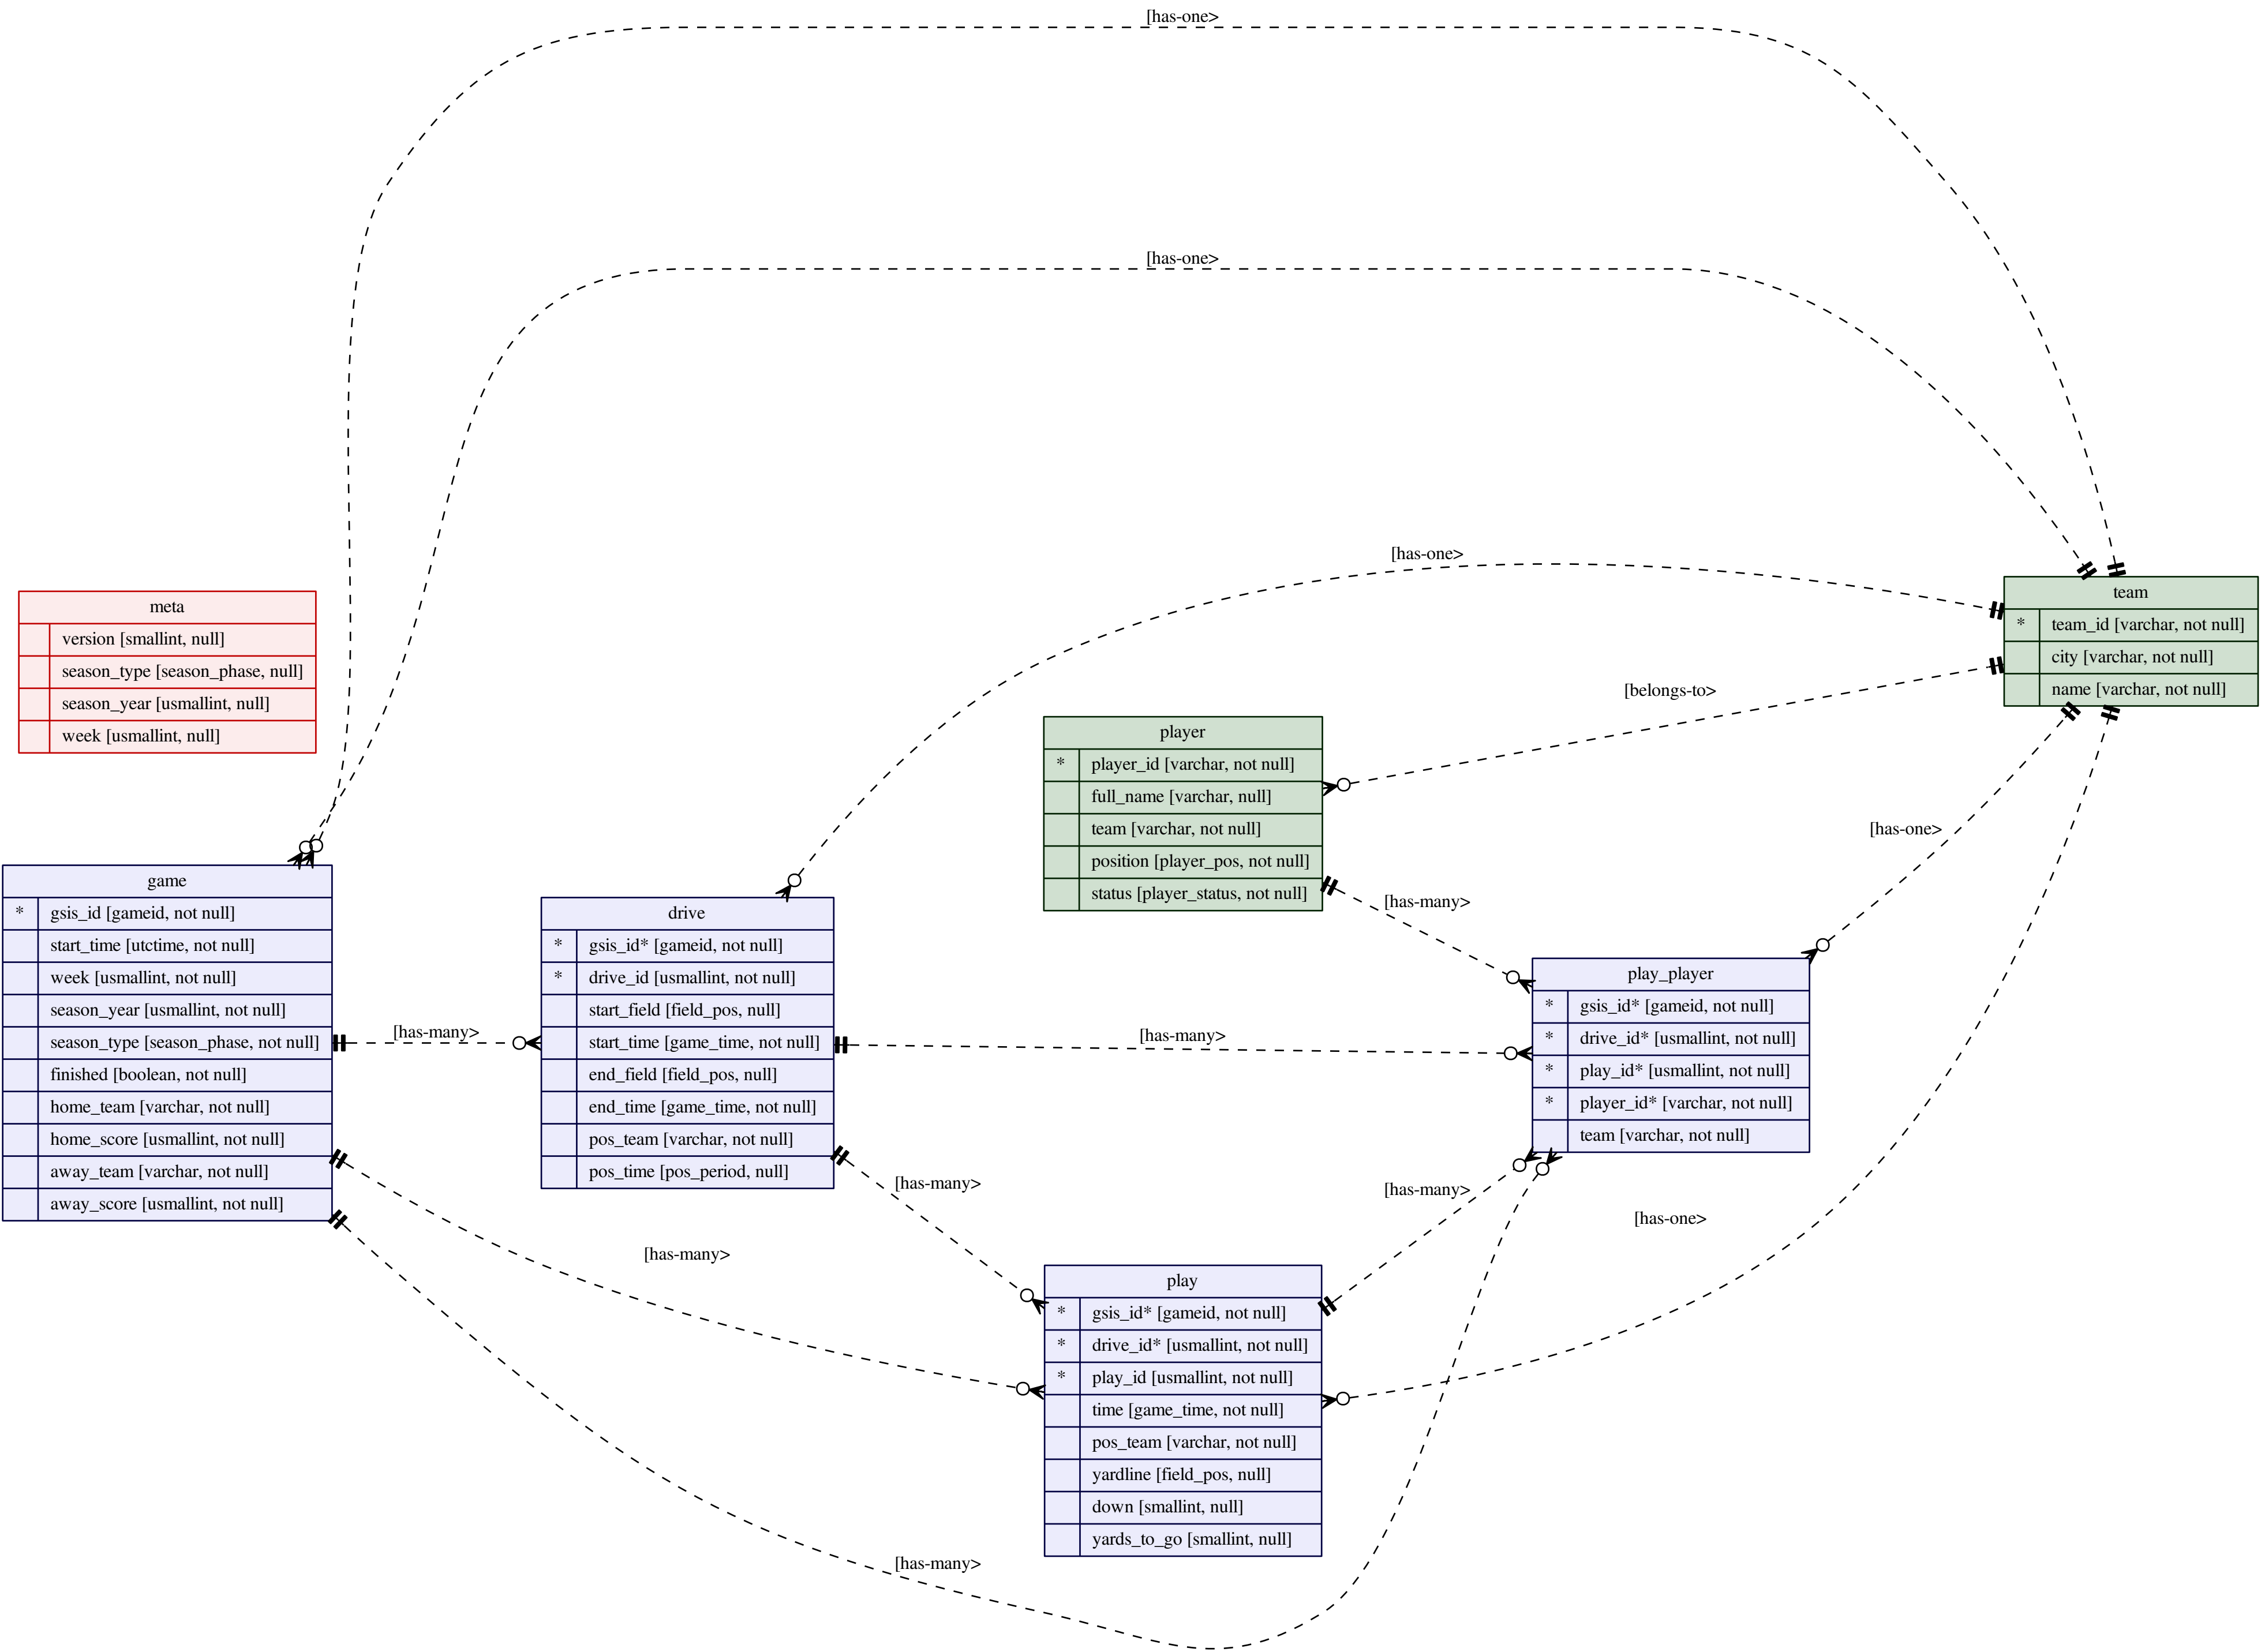 [has-one>
[has-one>
[has-one>
meta
version [smallint, null]
season_type [season_phase, null]
season_year [usmallint, null]
week [usmallint, null]
team
* team_id [varchar, not null]
city [varchar, not null]
name [varchar, not null]
[belongs-to>
player
* player_id [varchar, not null]
full_name [varchar, null]
team [varchar, not null]
position [player_pos, not null]
status [player_status, not null]
[has-one>
[has-many>
game
* gsis_id [gameid, not null]
start_time [utctime, not null]
week [usmallint, not null]
season_year [usmallint, not null]
season_type [season_phase, not null]
finished [boolean, not null]
home_team [varchar, not null]
home_score [usmallint, not null]
away_team [varchar, not null]
away_score [usmallint, not null]
[has-many>
drive
* gsis_id* [gameid, not null]
* drive_id [usmallint, not null]
start_field [field_pos, null]
start_time [game_time, not null]
end_field [field_pos, null]
end_time [game_time, not null]
pos_team [varchar, not null]
pos_time [pos_period, null]
[has-many>
play_player
* gsis_id* [gameid, not null]
* drive_id* [usmallint, not null]
* play_id* [usmallint, not null]
* player_id* [varchar, not null]
team [varchar, not null]
[has-many>
[has-many>
[has-one>
[has-many>
play
* gsis_id* [gameid, not null]
* drive_id* [usmallint, not null]
* play_id [usmallint, not null]
time [game_time, not null]
pos_team [varchar, not null]
yardline [field_pos, null]
down [smallint, null]
yards_to_go [smallint, null]
[has-many>